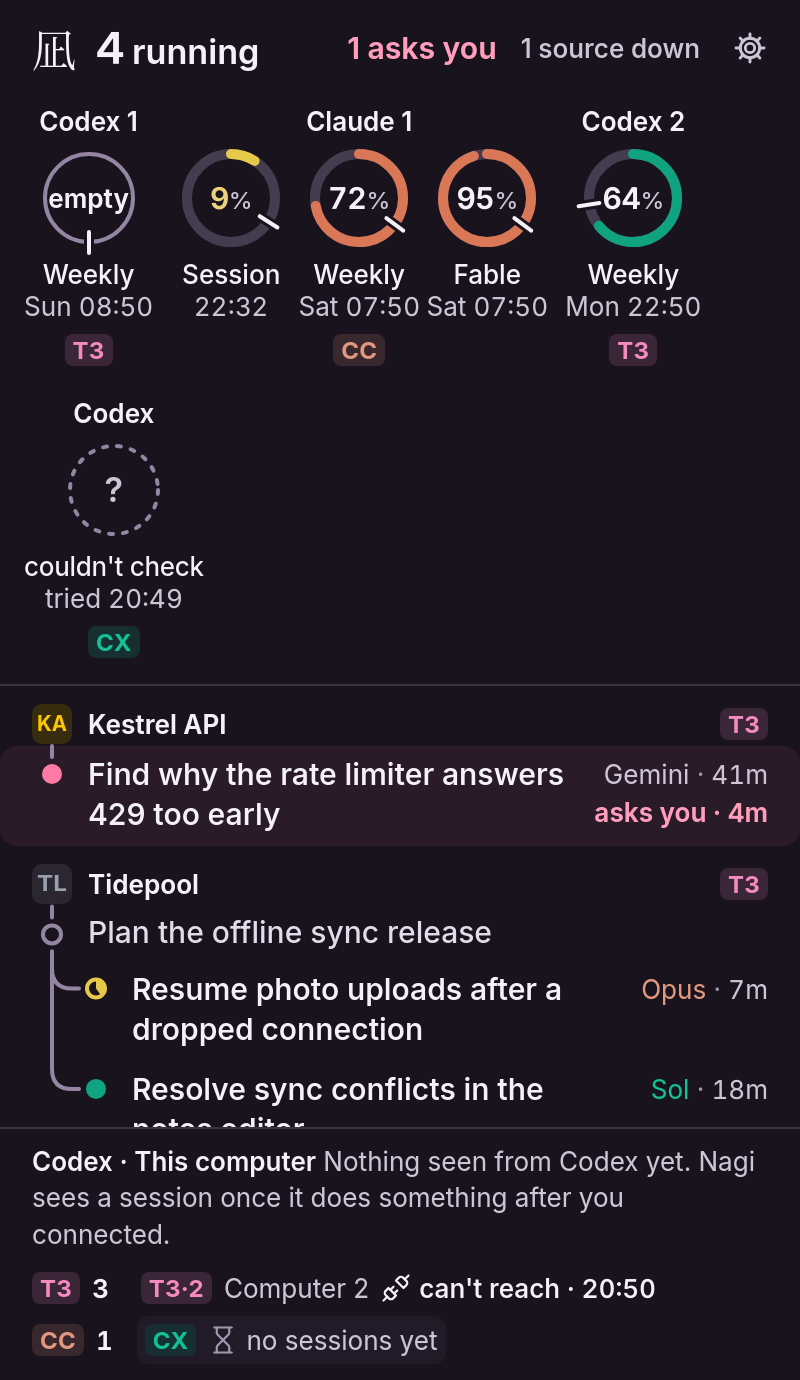 凪 4 running 1 asks you 1 source down
Codex 1 Claude 1 Codex 2
empty 9% 72% 95% 64%
Weekly Session Weekly Fable Weekly
Sun 08:50 22:32 Sat 07:50 Sat 07:50 Mon 22:50
T3 CC T3
Codex
?
couldn't check
tried 20:49
CX
KA Kestrel API T3
Find why the rate limiter answers Gemini · 41m
429 too early asks you · 4m
TL Tidepool T3
Plan the offline sync release
Resume photo uploads after a Opus · 7m
dropped connection
Resolve sync conflicts in the Sol · 18m
notes editor
Codex · This computer Nothing seen from Codex yet. Nagi
sees a session once it does something after you
connected.
T3 3 T3·2 Computer 2 can't reach · 20:50
CC 1 CX no sessions yet